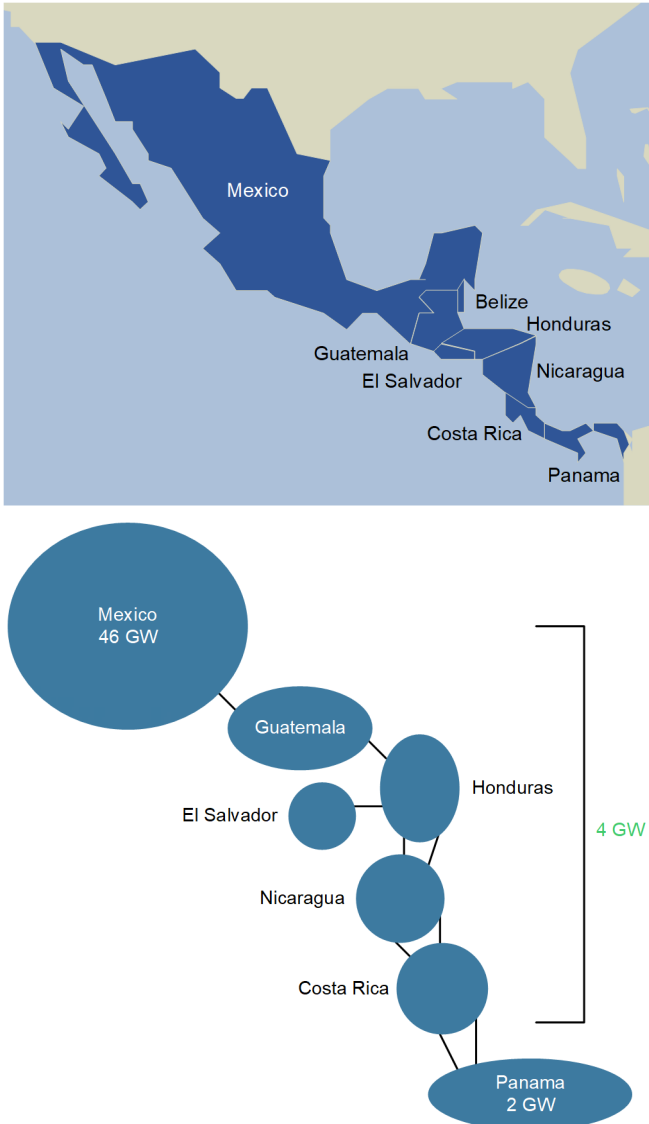 Mexico
Belize
Honduras
Guatemala
El Salvador
Nicaragua
Costa Rica
Panama
Mexico
46 GW
Guatemala
Honduras
El Salvador
4 GW
Nicaragua
Costa Rica
Panama
2 GW